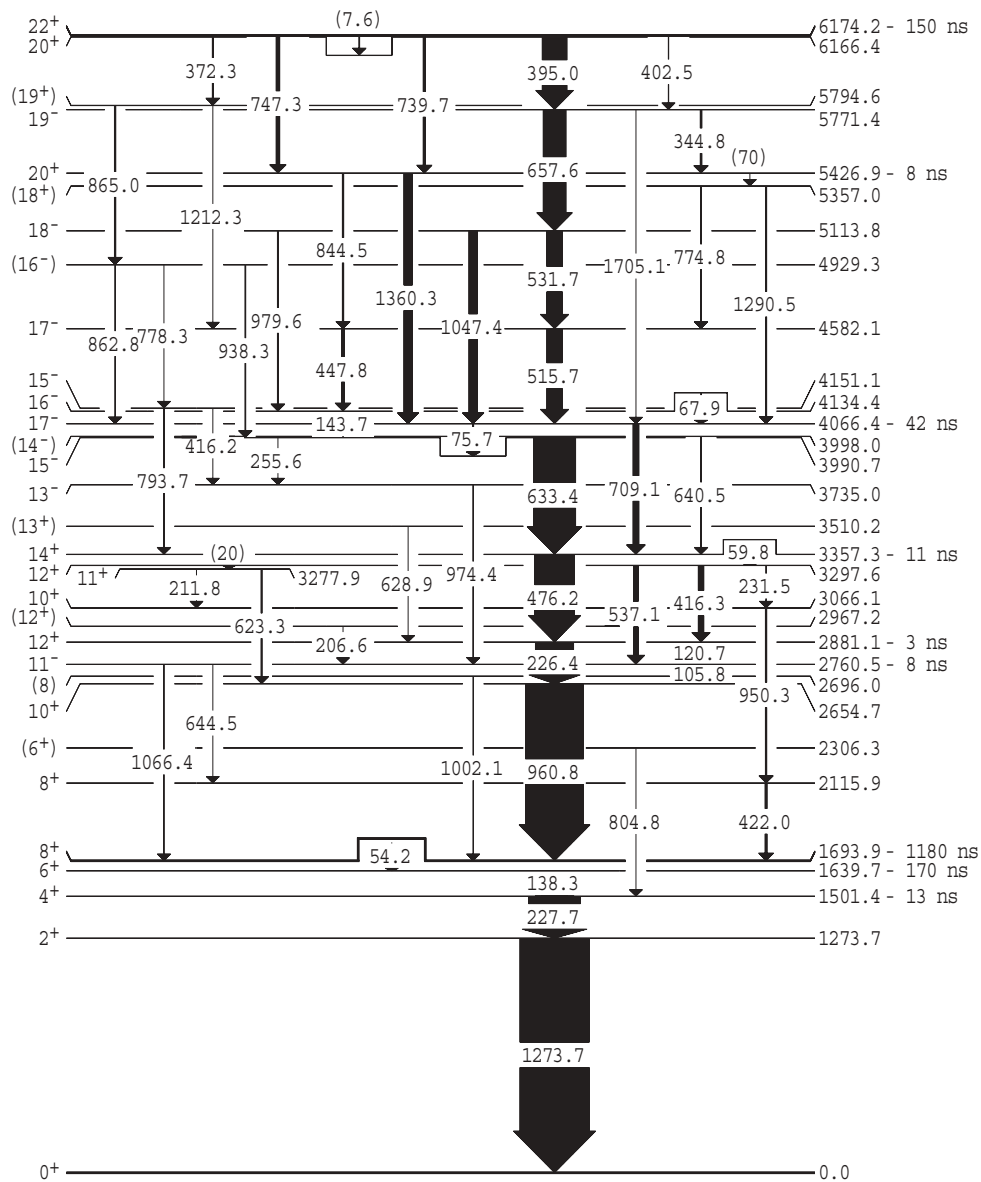 22+ (7.6) 6174.2 - 150 ns
20+ 6166.4
372.3 395.0 402.5
(19+) 747.3 739.7 5794.6
19- 5771.4
344.8
(70)
20+ 657.6 5426.9 - 8 ns
865.0
(18+) 5357.0
1212.3
18- 5113.8
844.5 774.8
(16-) 1705.1 4929.3
531.7
1360.3 1290.5
979.6 1047.4
17- 4582.1
778.3
862.8 938.3
447.8 515.7
15- 4151.1
16- 67.9 4134.4
17- 143.7 4066.4 - 42 ns
(14-) 416.2 75.7 3998.0
15- 255.6 3990.7
793.7
13- 709.1 640.5 3735.0
633.4
(13+) 3510.2
14+ (20) 59.8 3357.3 - 11 ns
12+ 11+ 3277.9 974.4 3297.6
211.8 628.9 476.2 231.5
10+ 3066.1
537.1 416.3
(12+) 623.3 2967.2
12+ 206.6 2881.1 - 3 ns
120.7
11- 226.4 2760.5 - 8 ns
105.8
(8) 2696.0
950.3
10+ 2654.7
644.5
(6+) 2306.3
1066.4 1002.1 960.8
8+ 2115.9
804.8 422.0
8+ 1693.9 - 1180 ns
54.2
6+ 1639.7 - 170 ns
138.3
4+ 1501.4 - 13 ns
227.7
2+ 1273.7
1273.7
0+ 0.0